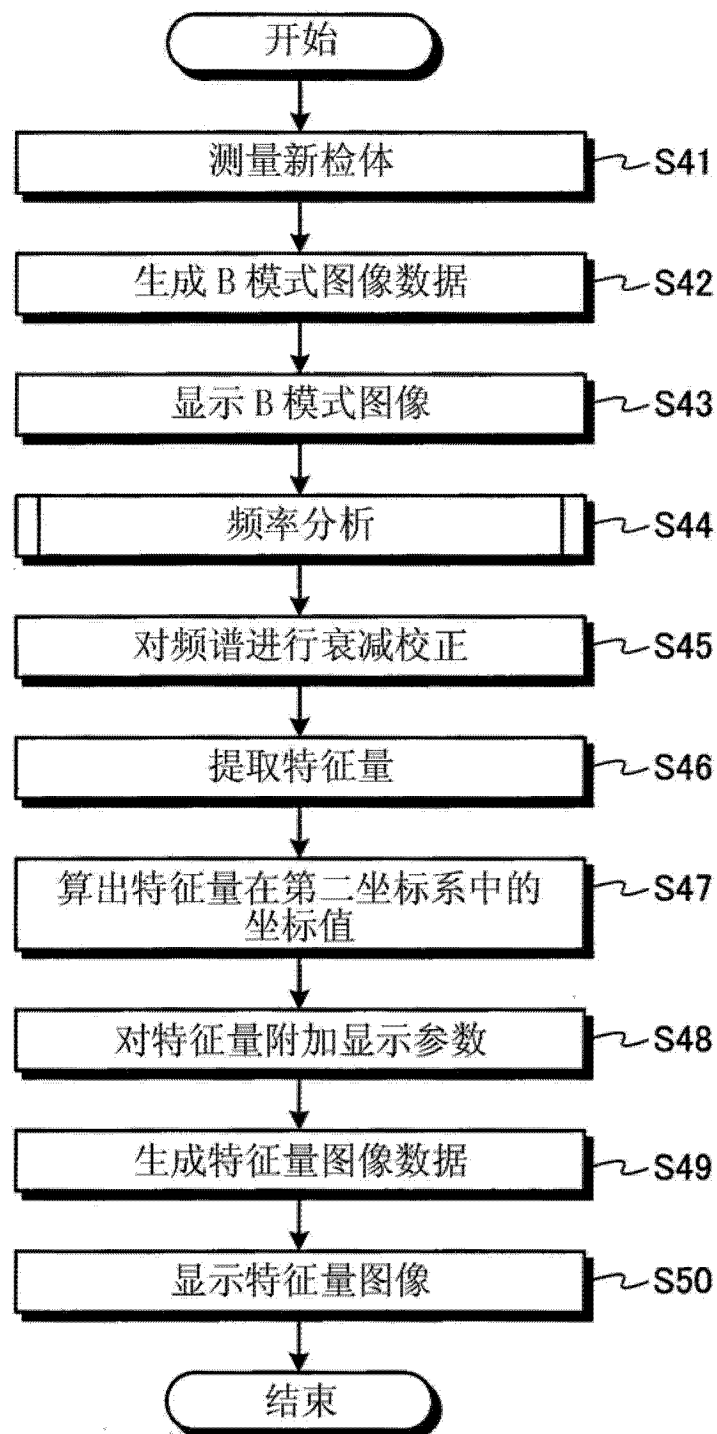 开始
测量新检体
S41
生成 B 模式图像数据
S42
显示 B 模式图像
S43
频率分析
S44
对频谱进行衰减校正
S45
提取特征量
S46
算出特征量在第二坐标系中的
坐标值
S47
对特征量附加显示参数
S48
生成特征量图像数据
S49
显示特征量图像
S50
结束